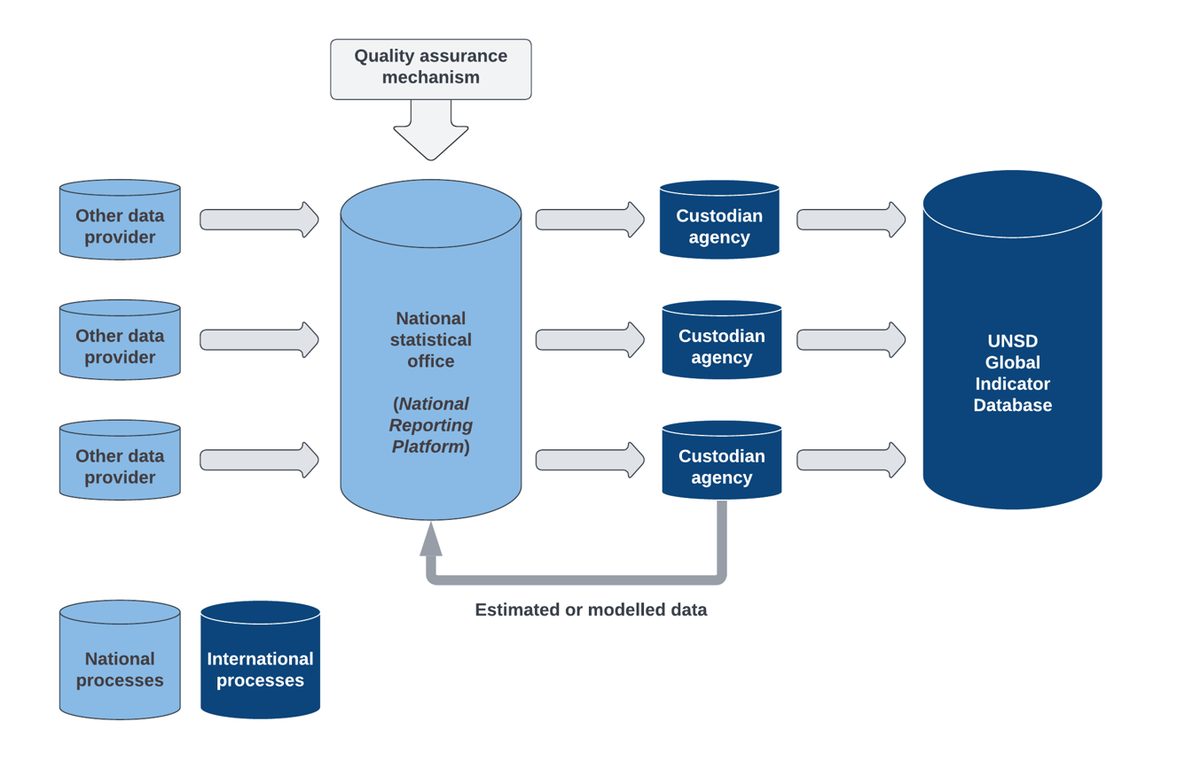 Quality assurance
mechanism
Other data
provider
Custodian
agency
Other data
provider
National
statistical
office
(National
Reporting
Platform)
Custodian
agency
UNSD
Global
Indicator
Database
Other data
provider
Custodian
agency
Estimated or modelled data
National
processes
International
processes